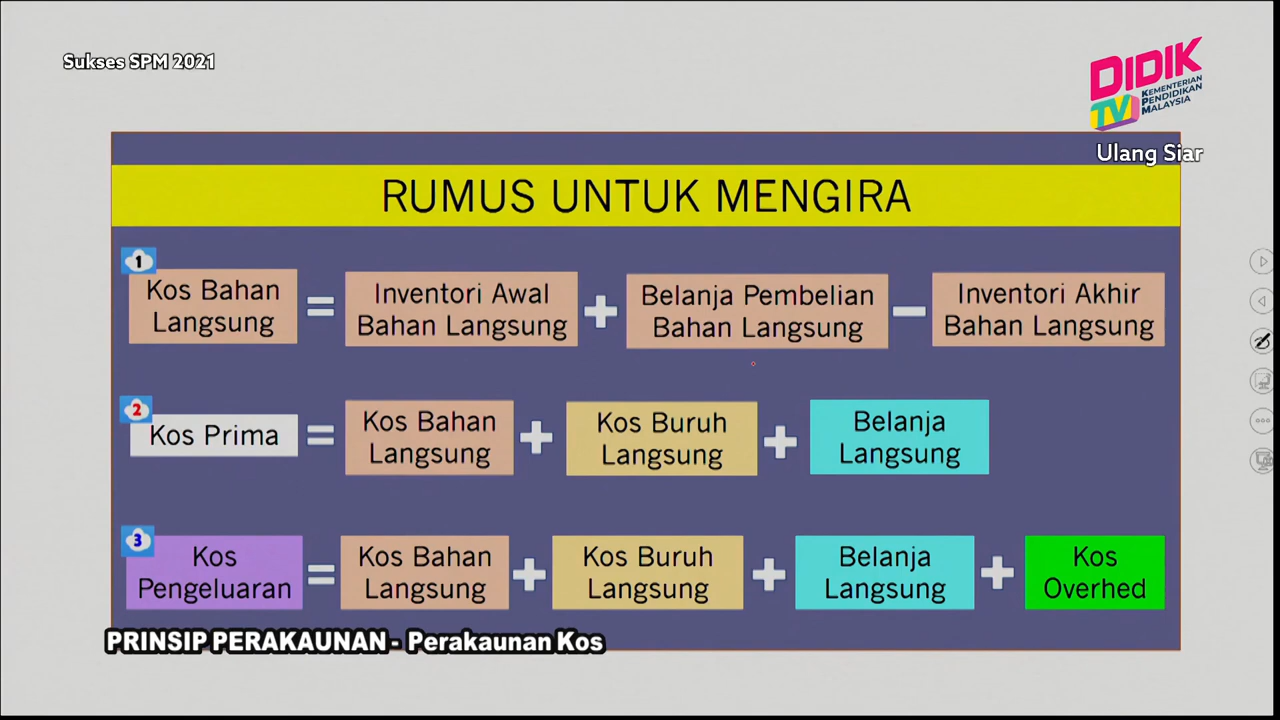 Sukses SPM 2021
DIDIK
TV
KEMENTERIAN
PENDIDIKAN
MALAYSIA
Ulang Siar
RUMUS UNTUK MENGIRA
1
Kos Bahan
Langsung
=
Inventori Awal
Bahan Langsung
+
Belanja Pembelian
Bahan Langsung
−
Inventori Akhir
Bahan Langsung
2
Kos Prima
=
Kos Bahan
Langsung
+
Kos Buruh
Langsung
+
Belanja
Langsung
3
Kos
Pengeluaran
=
Kos Bahan
Langsung
+
Kos Buruh
Langsung
+
Belanja
Langsung
+
Kos
Overhed
PRINSIP PERAKAUNAN - Perakaunan Kos